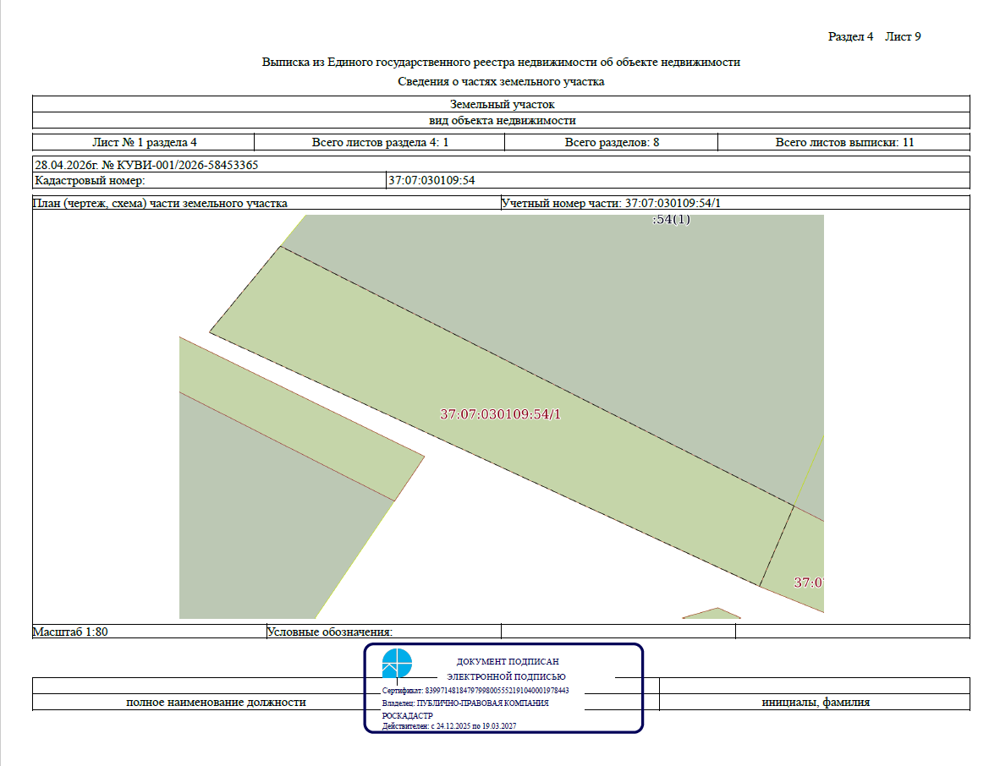 Раздел 4 Лист 9
Выписка из Единого государственного реестра недвижимости об объекте недвижимости
Сведения о частях земельного участка
Земельный участок
вид объекта недвижимости
Лист № 1 раздела 4 Всего листов раздела 4: 1 Всего разделов: 8 Всего листов выписки: 11
28.04.2026г. № КУВИ-001/2026-58453365
Кадастровый номер: 37:07:030109:54
План (чертеж, схема) части земельного участка Учетный номер части: 37:07:030109:54/1
:54(1)
37:07:030109:54/1
37:0
Масштаб 1:80 Условные обозначения:
ДОКУМЕНТ ПОДПИСАН
ЭЛЕКТРОННОЙ ПОДПИСЬЮ
Сертификат: 83997148184797998005552191040001978443
Владелец: ПУБЛИЧНО-ПРАВОВАЯ КОМПАНИЯ
РОСКАДАСТР
Действителен: с 24.12.2025 по 19.03.2027
полное наименование должности инициалы, фамилия